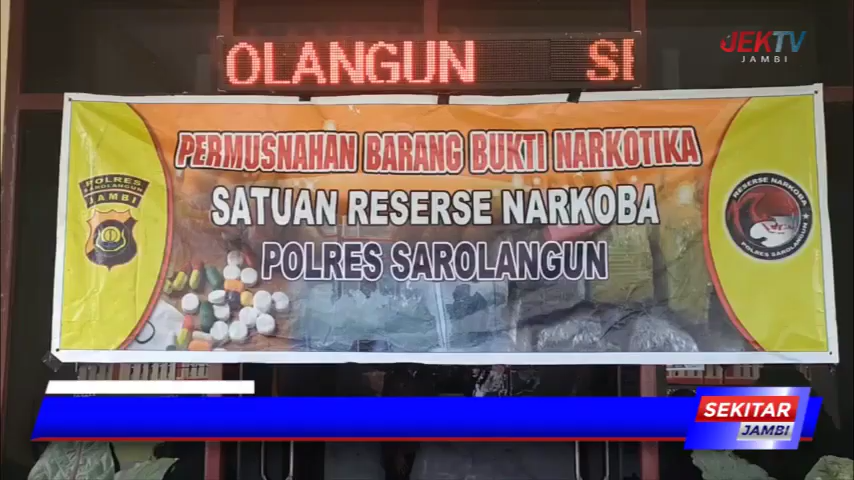 JEKTV
JAMBI
OLANGUN
PERMUSNAHAN BARANG BUKTI NARKOTIKA
SATUAN RESERSE NARKOBA
POLRES SAROLANGUN
POLRES
SAROLANGUN
JAMBI
RESERSE NARKOBA
POLRES SAROLANGUN
SEKITAR
JAMBI